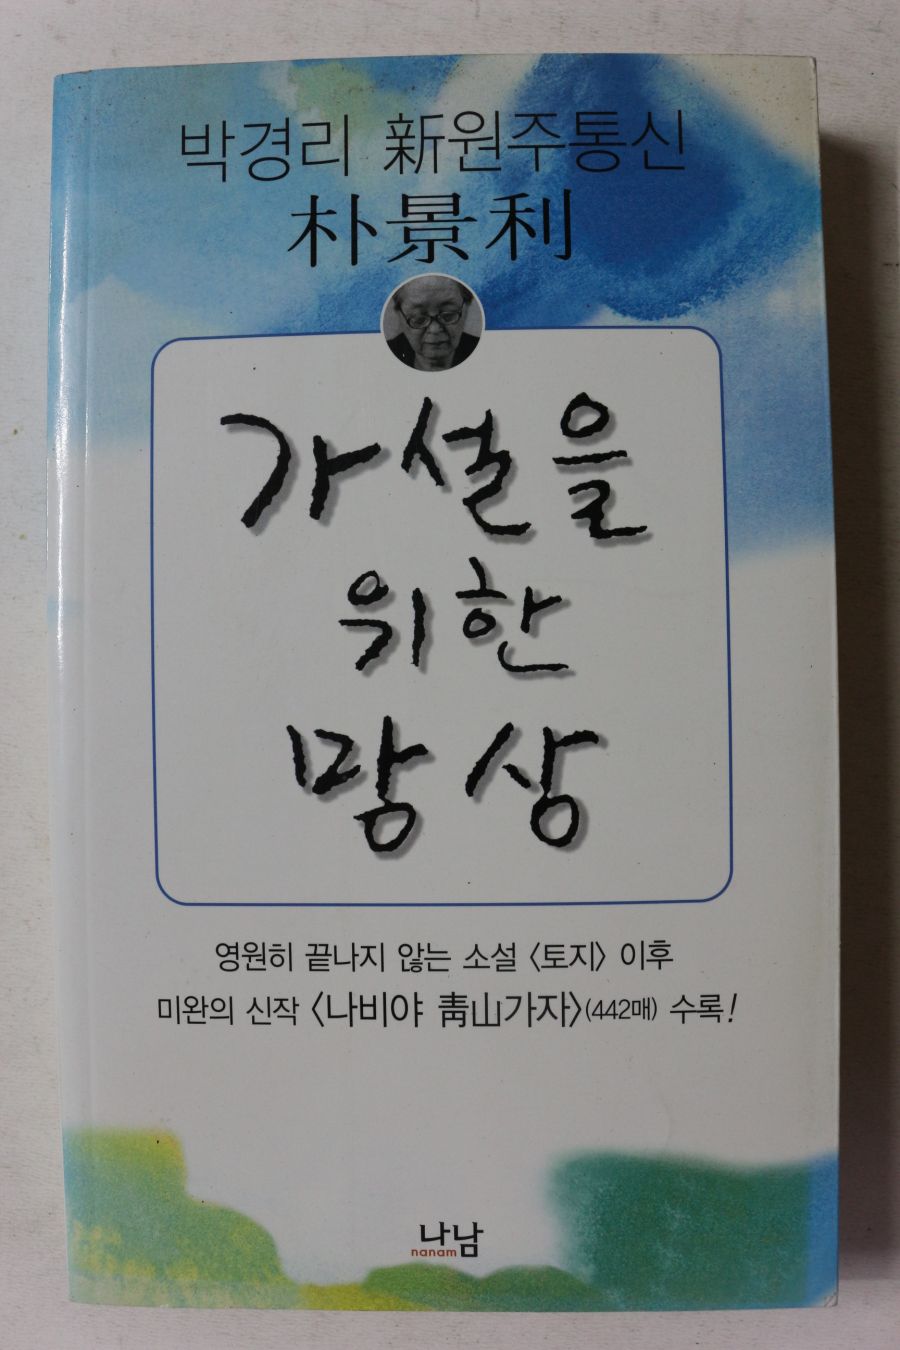 박경리 新원주통신
朴景利
가설을
위한
망상
영원히 끝나지 않는 소설 〈토지〉 이후
미완의 신작 〈나비야 靑山가자〉(442매) 수록!
나남
nanam